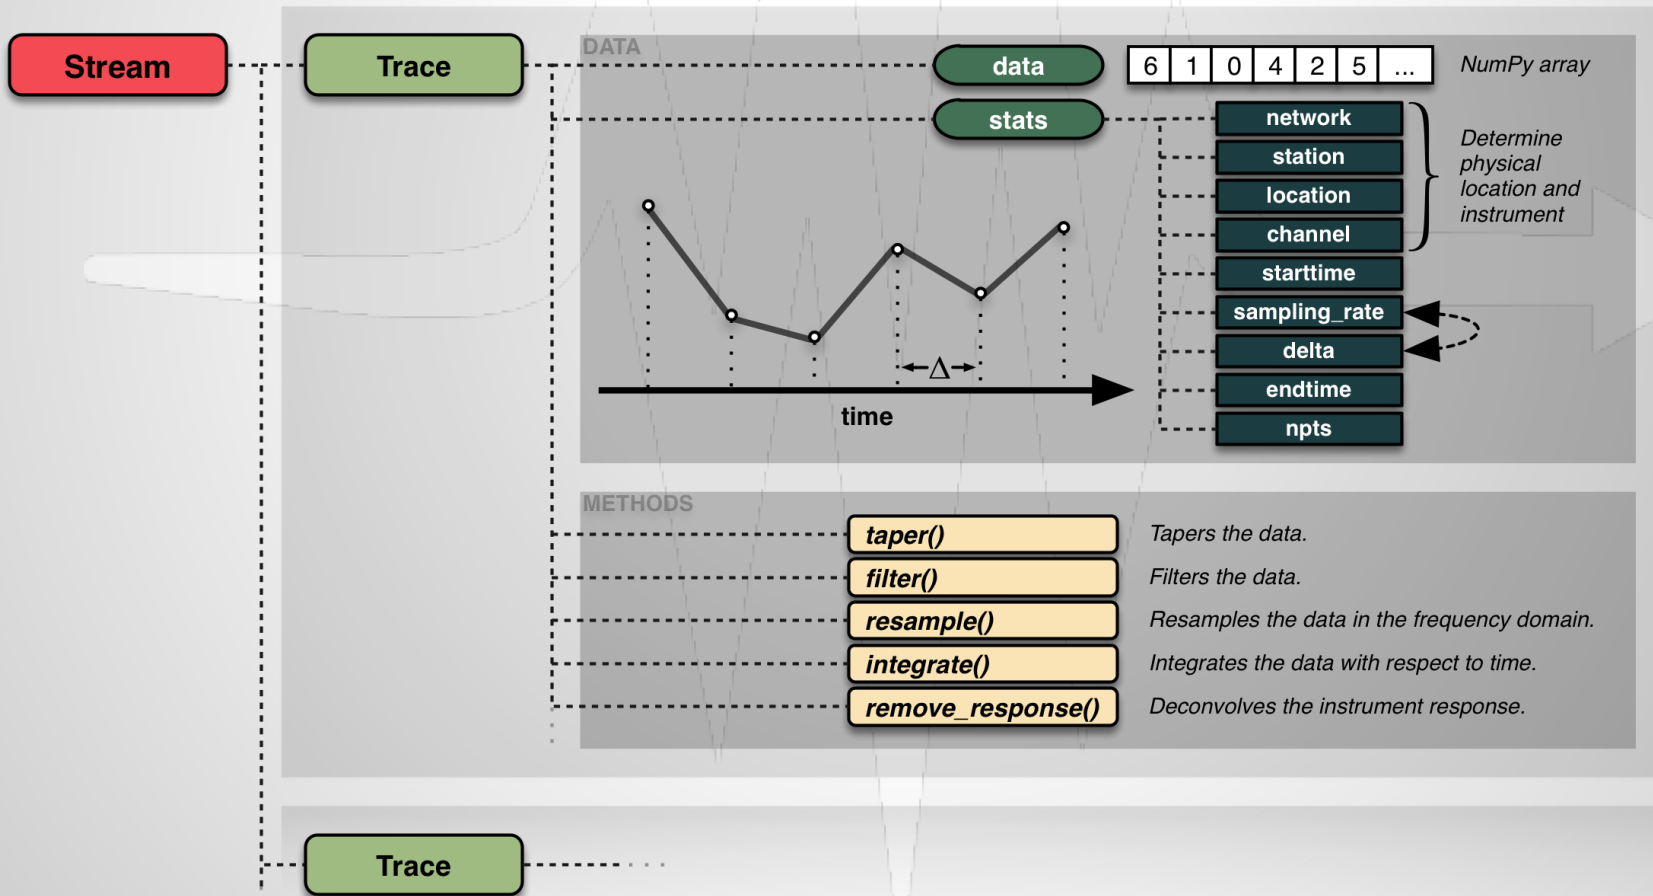 Stream
Trace
DATA
data
6 1 0 4 2 5 ...
NumPy array
stats
network
station
location
channel
starttime
sampling_rate
delta
endtime
npts
Determine
physical
location and
instrument
Δ
time
METHODS
taper()
Tapers the data.
filter()
Filters the data.
resample()
Resamples the data in the frequency domain.
integrate()
Integrates the data with respect to time.
remove_response()
Deconvolves the instrument response.
Trace